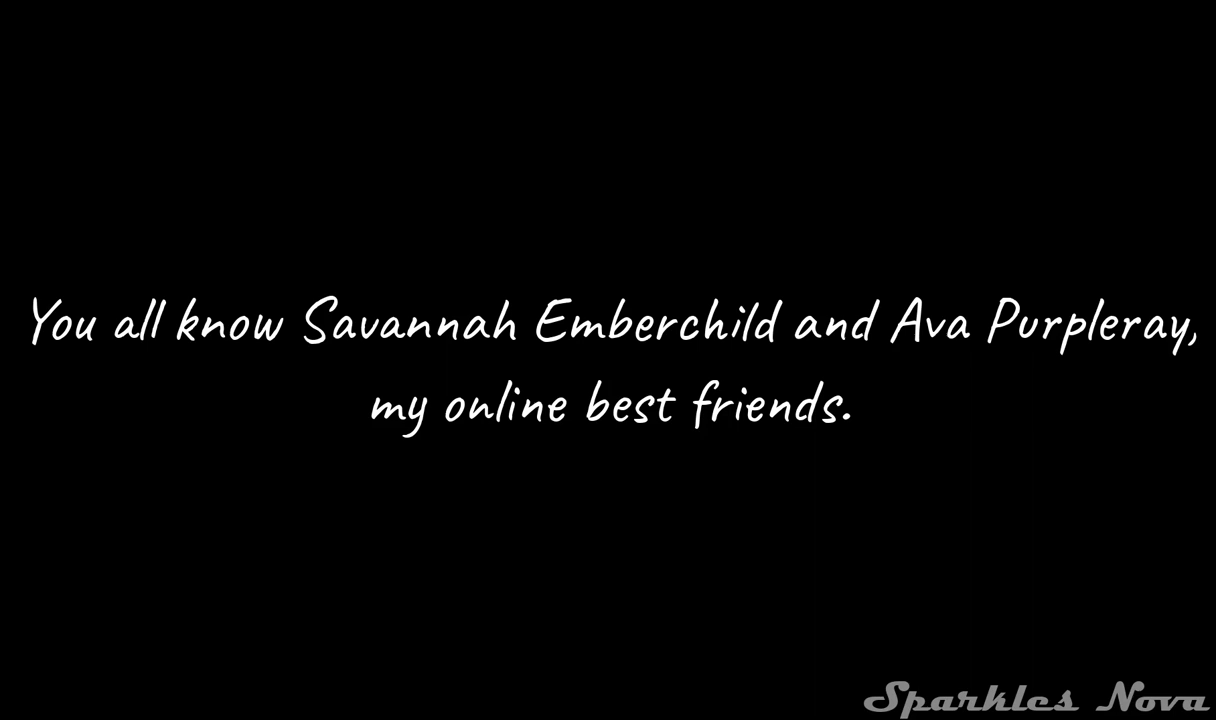 You all know Savannah Emberchild and Ava Purpleray,
my online best friends.
Sparkles Nova